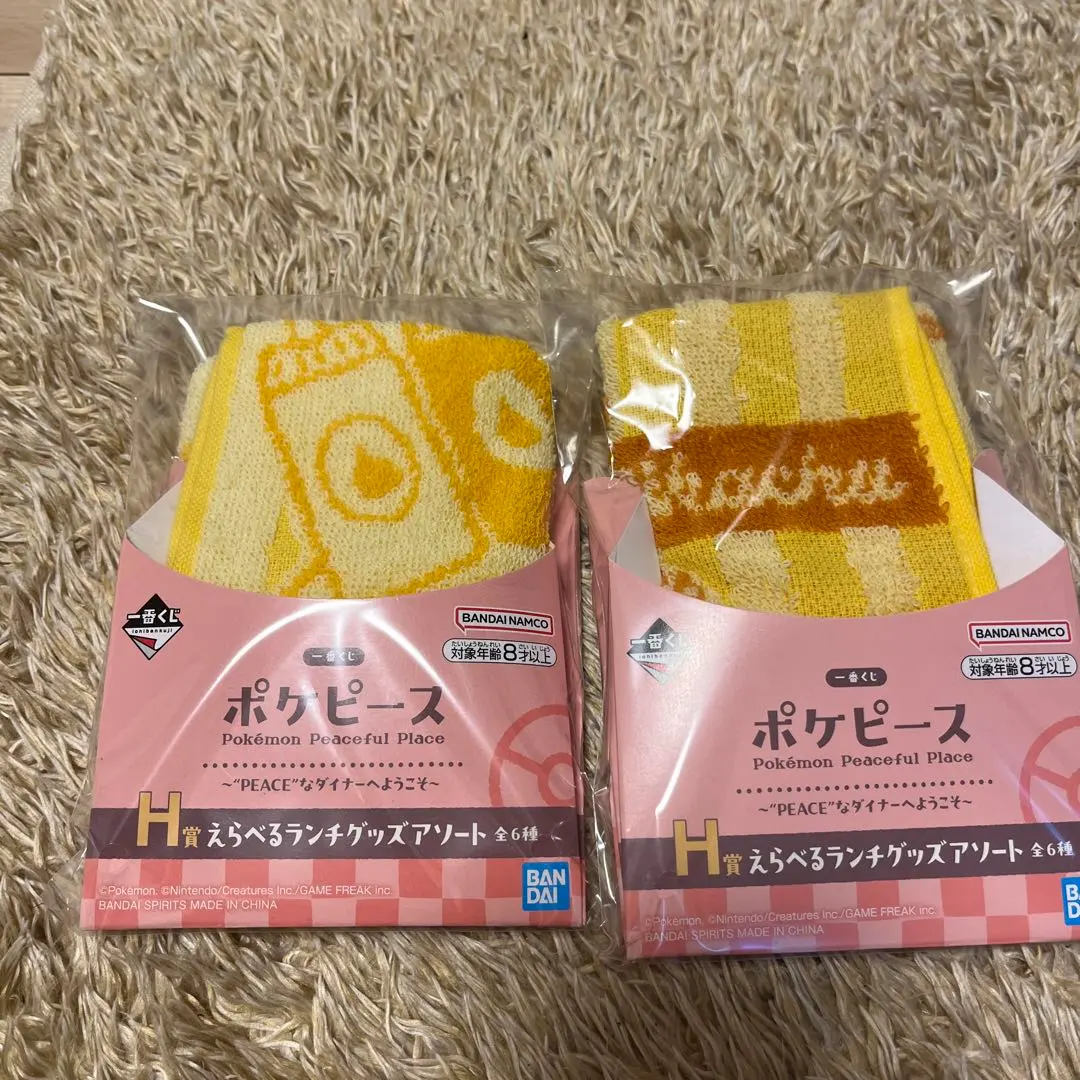 一番くじ
ichibankuji
BANDAI NAMCO
たいしょうねんれい さい いじょう
対象年齢8才以上
一番くじ
ポケピース
Pokémon Peaceful Place
～“PEACE”なダイナーへようこそ～
H賞 えらべるランチグッズアソート 全6種
©Pokémon. ©Nintendo/Creatures Inc./GAME FREAK inc.
BANDAI SPIRITS MADE IN CHINA
BAN
DAI
一番くじ
ichibankuji
BANDAI NAMCO
たいしょうねんれい さい いじょう
対象年齢8才以上
一番くじ
ポケピース
Pokémon Peaceful Place
～“PEACE”なダイナーへようこそ～
H賞 えらべるランチグッズアソート 全6種
©Pokémon. ©Nintendo/Creatures Inc./GAME FREAK inc.
BANDAI SPIRITS MADE IN CHINA